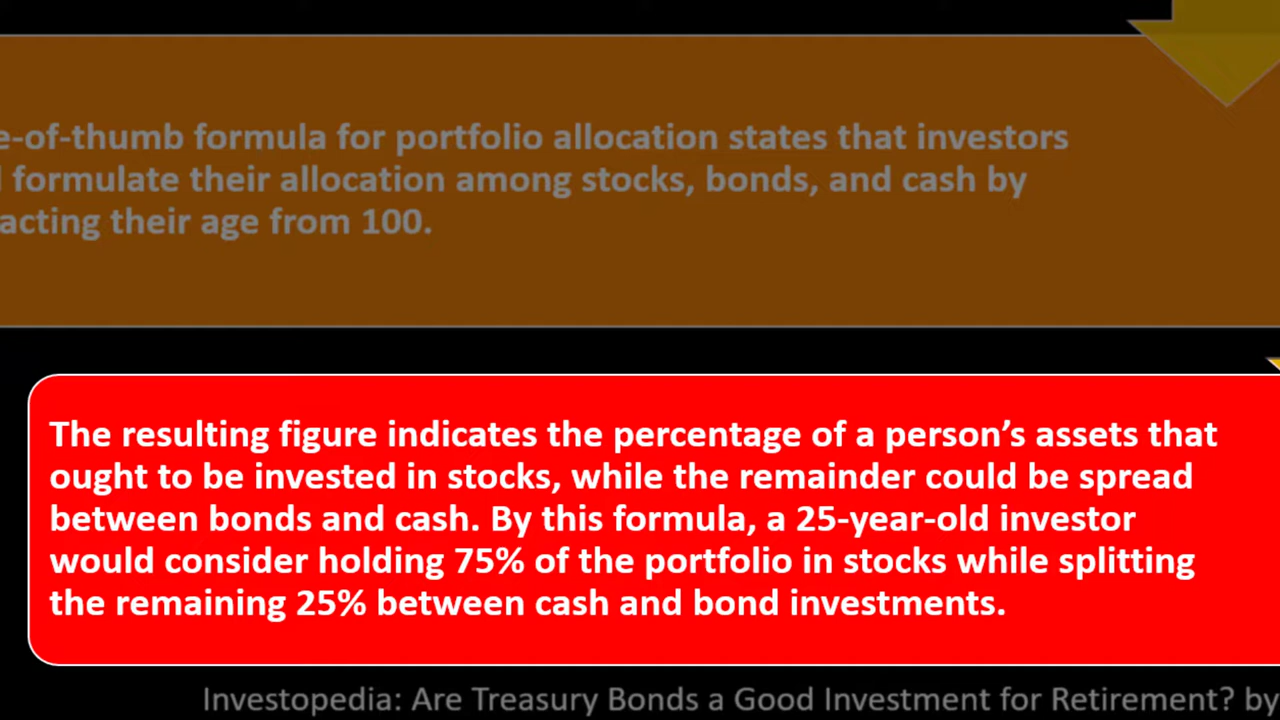 e-of-thumb formula for portfolio allocation states that investors
formulate their allocation among stocks, bonds, and cash by
acting their age from 100.
The resulting figure indicates the percentage of a person’s assets that
ought to be invested in stocks, while the remainder could be spread
between bonds and cash. By this formula, a 25-year-old investor
would consider holding 75% of the portfolio in stocks while splitting
the remaining 25% between cash and bond investments.
Investopedia: Are Treasury Bonds a Good Investment for Retirement? by